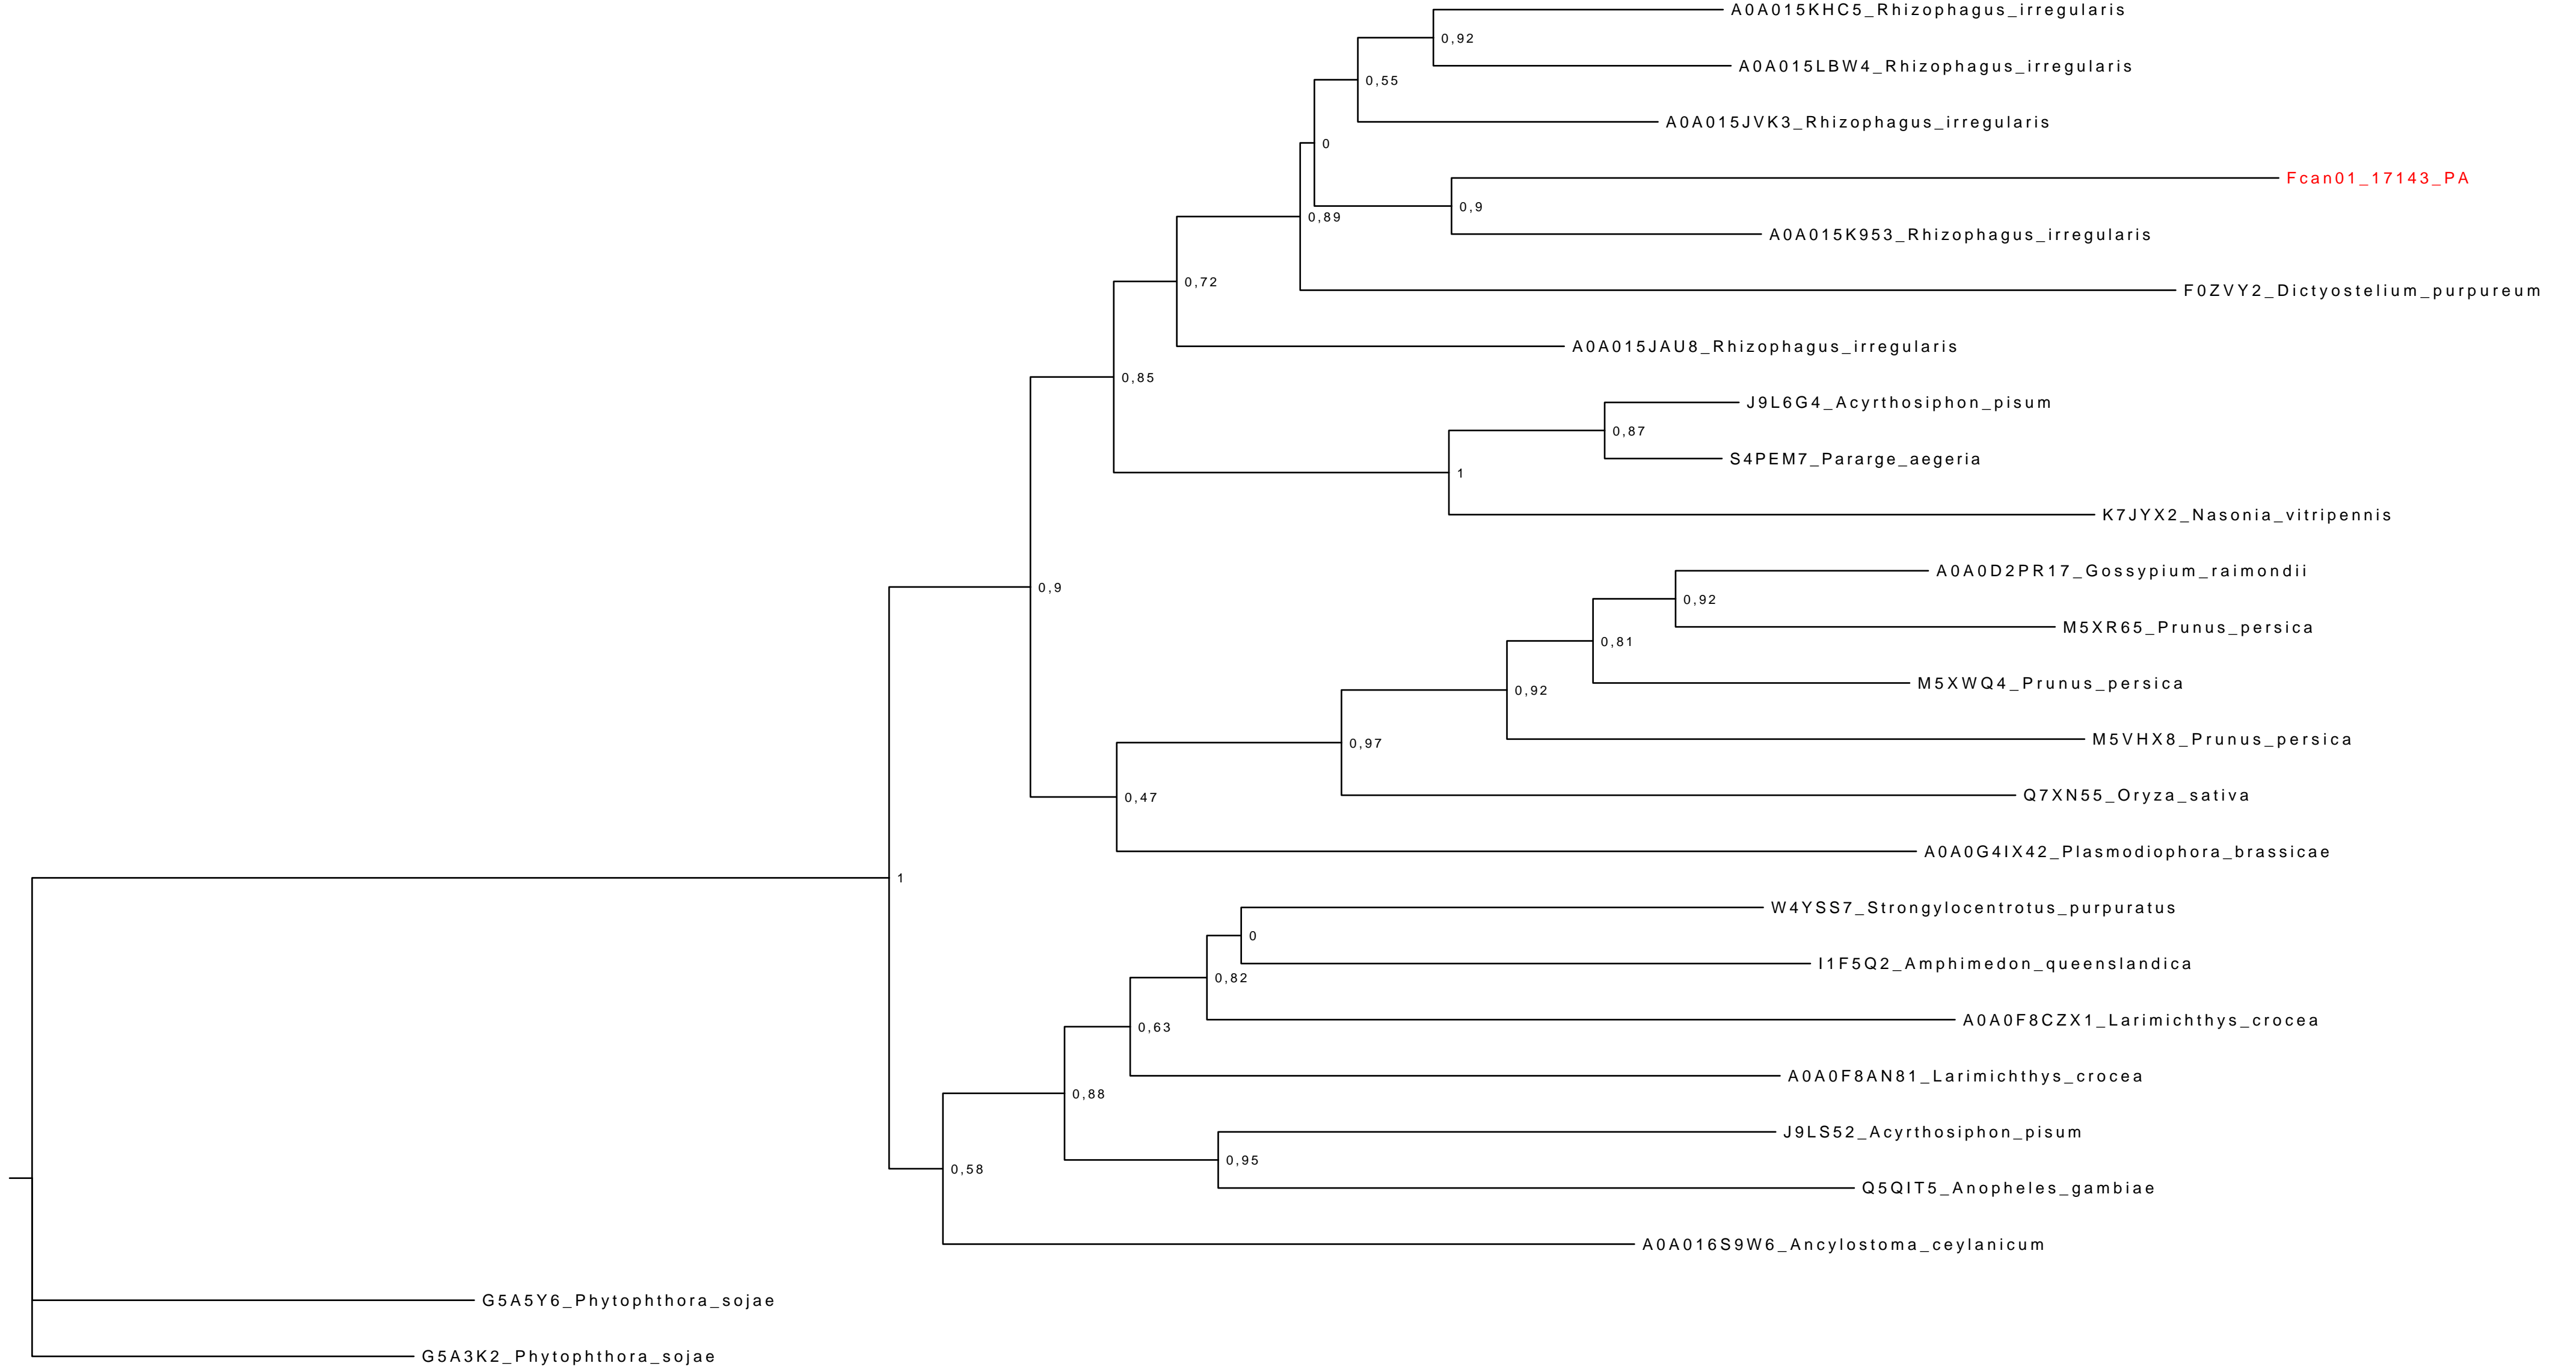 A0A015KHC5_Rhizophagus_irregularis
0,92
A0A015LBW4_Rhizophagus_irregularis
0,55
A0A015JVK3_Rhizophagus_irregularis
0
Fcan01_17143_PA
0,9
0,89
A0A015K953_Rhizophagus_irregularis
0,72
F0ZVY2_Dictyostelium_purpureum
A0A015JAU8_Rhizophagus_irregularis
0,85
J9L6G4_Acyrthosiphon_pisum
0,87
S4PEM7_Pararge_aegeria
1
K7JYX2_Nasonia_vitripennis
A0A0D2PR17_Gossypium_raimondii
0,9
0,92
M5XR65_Prunus_persica
0,81
M5XWQ4_Prunus_persica
0,92
M5VHX8_Prunus_persica
0,97
Q7XN55_Oryza_sativa
0,47
A0A0G4IX42_Plasmodiophora_brassicae
1
W4YSS7_Strongylocentrotus_purpuratus
0
I1F5Q2_Amphimedon_queenslandica
0,82
A0A0F8CZX1_Larimichthys_crocea
0,63
A0A0F8AN81_Larimichthys_crocea
0,88
J9LS52_Acyrthosiphon_pisum
0,95
0,58
Q5QIT5_Anopheles_gambiae
A0A016S9W6_Ancylostoma_ceylanicum
G5A5Y6_Phytophthora_sojae
G5A3K2_Phytophthora_sojae